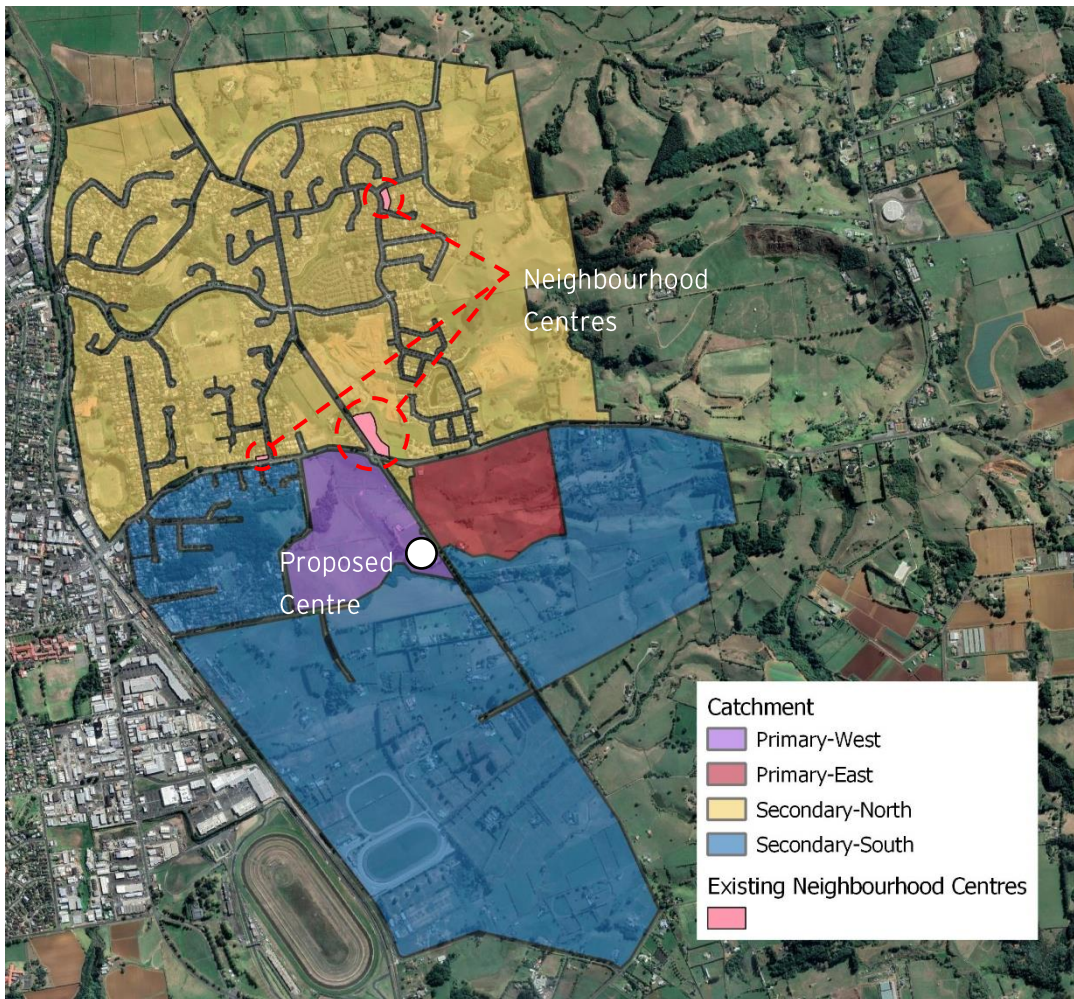 Neighbourhood
Centres
Proposed
Centre
Catchment
Primary-West
Primary-East
Secondary-North
Secondary-South
Existing Neighbourhood Centres